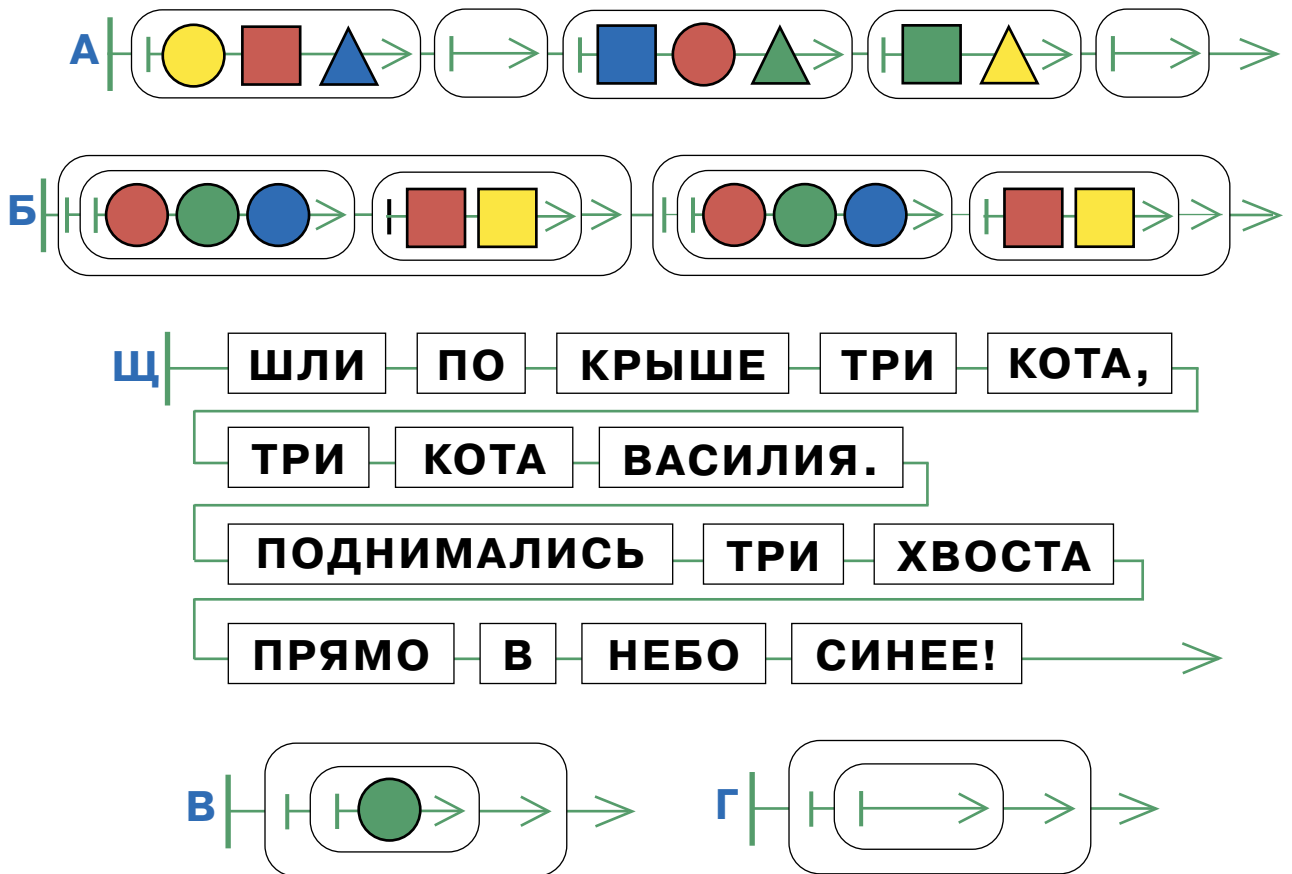 А
Б
Щ ШЛИ ПО КРЫШЕ ТРИ КОТА,
ТРИ КОТА ВАСИЛИЯ.
ПОДНИМАЛИСЬ ТРИ ХВОСТА
ПРЯМО В НЕБО СИНЕЕ!
В Г